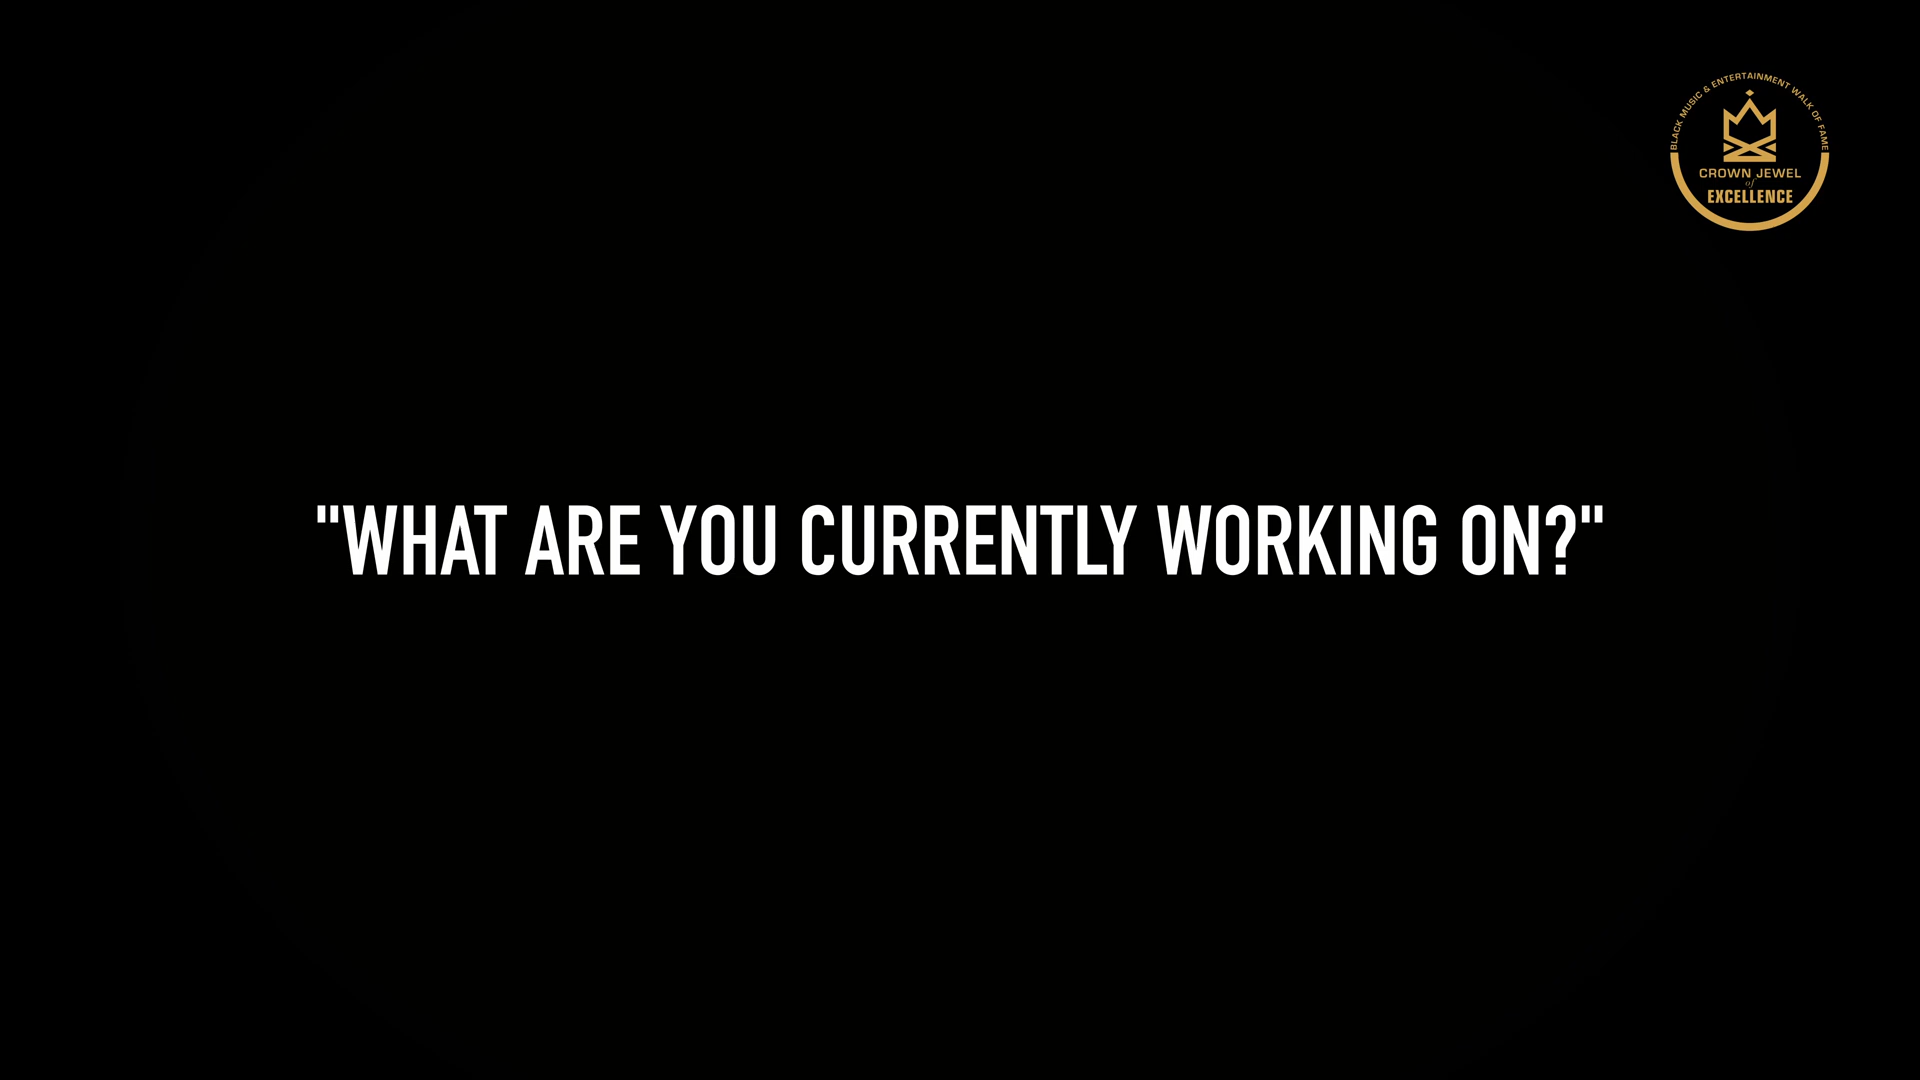 BLACK MUSIC & ENTERTAINMENT WALK OF FAME
CROWN JEWEL
of
EXCELLENCE
"WHAT ARE YOU CURRENTLY WORKING ON?"